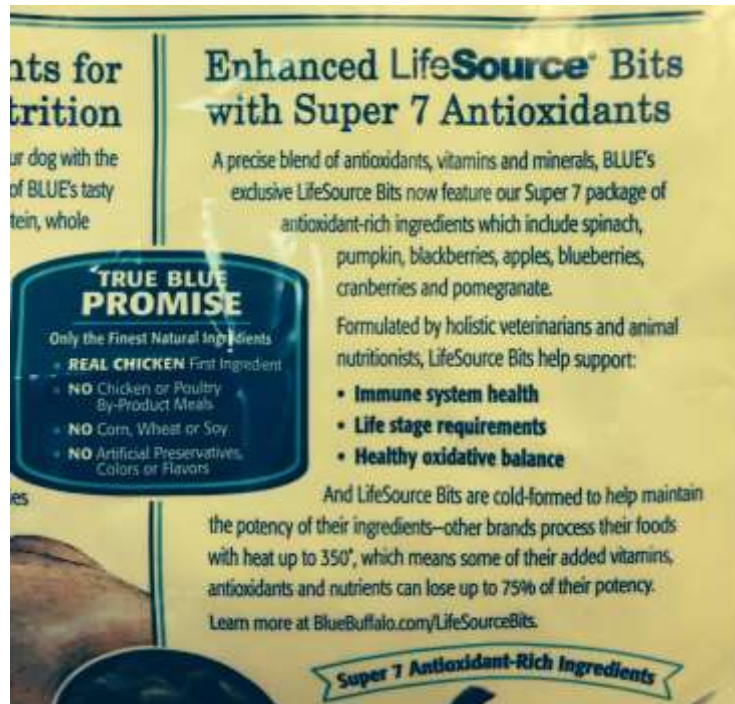 nts for
trition
ur dog with the
of BLUE's tasty
tein, whole
TRUE BLUE
PROMISE
Only the Finest Natural Ingredients
• REAL CHICKEN First Ingredient
• NO Chicken or Poultry
By-Product Meals
• NO Corn, Wheat or Soy
• NO Artificial Preservatives,
Colors or Flavors
es
Enhanced LifeSource® Bits
with Super 7 Antioxidants
A precise blend of antioxidants, vitamins and minerals, BLUE's
exclusive LifeSource Bits now feature our Super 7 package of
antioxidant-rich ingredients which include spinach,
pumpkin, blackberries, apples, blueberries,
cranberries and pomegranate.
Formulated by holistic veterinarians and animal
nutritionists, LifeSource Bits help support:
• Immune system health
• Life stage requirements
• Healthy oxidative balance
And LifeSource Bits are cold-formed to help maintain
the potency of their ingredients—other brands process their foods
with heat up to 350°, which means some of their added vitamins,
antioxidants and nutrients can lose up to 75% of their potency.
Learn more at BlueBuffalo.com/LifeSourceBits.
Super 7 Antioxidant-Rich Ingredients